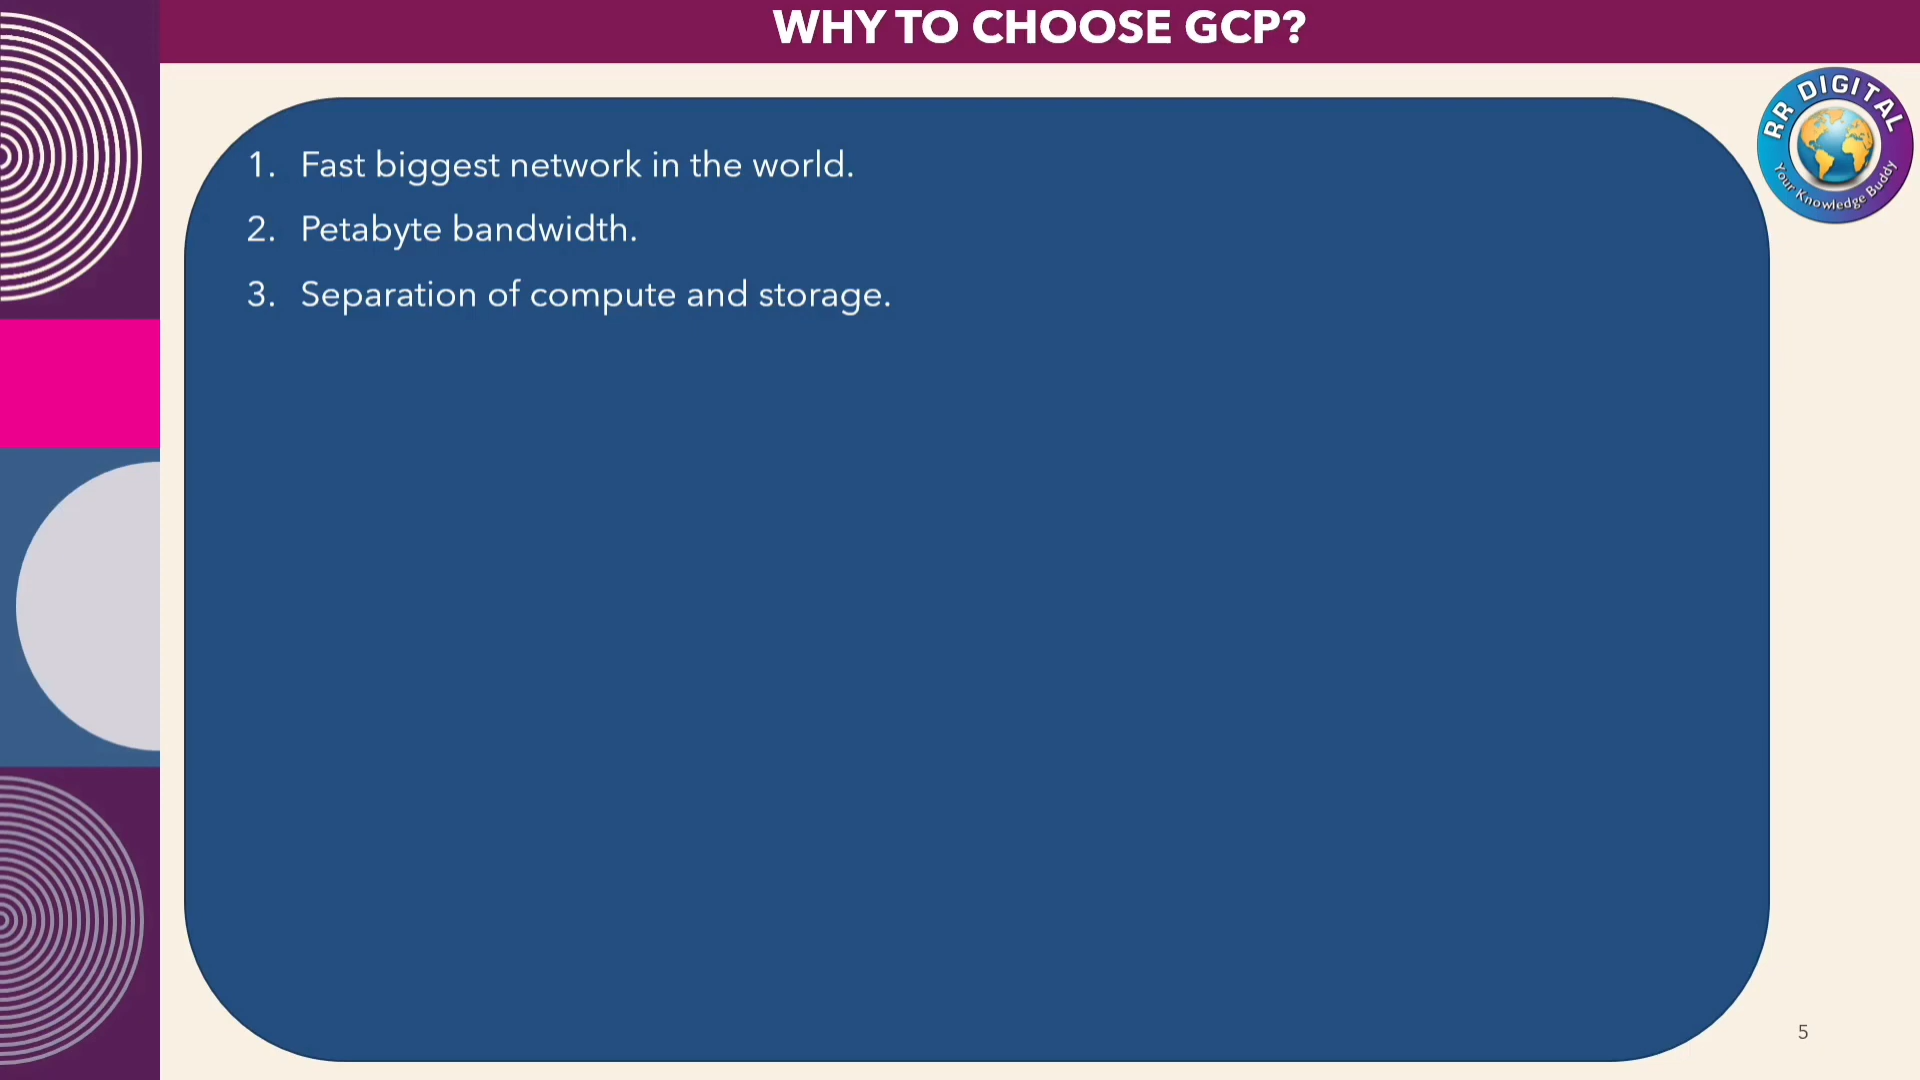 WHY TO CHOOSE GCP?
RR DIGITAL
Your Knowledge Buddy
1. Fast biggest network in the world.
2. Petabyte bandwidth.
3. Separation of compute and storage.
5